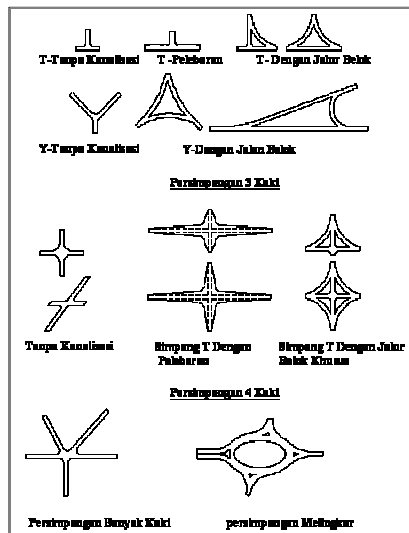 T-Tanpa Kanalisasi T -Pelebaran T- Dengan Jalur Belok
Y-Tanpa Kanalisasi Y-Dengan Jalur Belok
Persimpangan 3 Kaki
Tanpa Kanalisasi Simpang T Dengan Pelebaran Simpang T Dengan Jalur Belok Khusus
Persimpangan 4 Kaki
Persimpangan Banyak Kaki persimpangan Melingkar